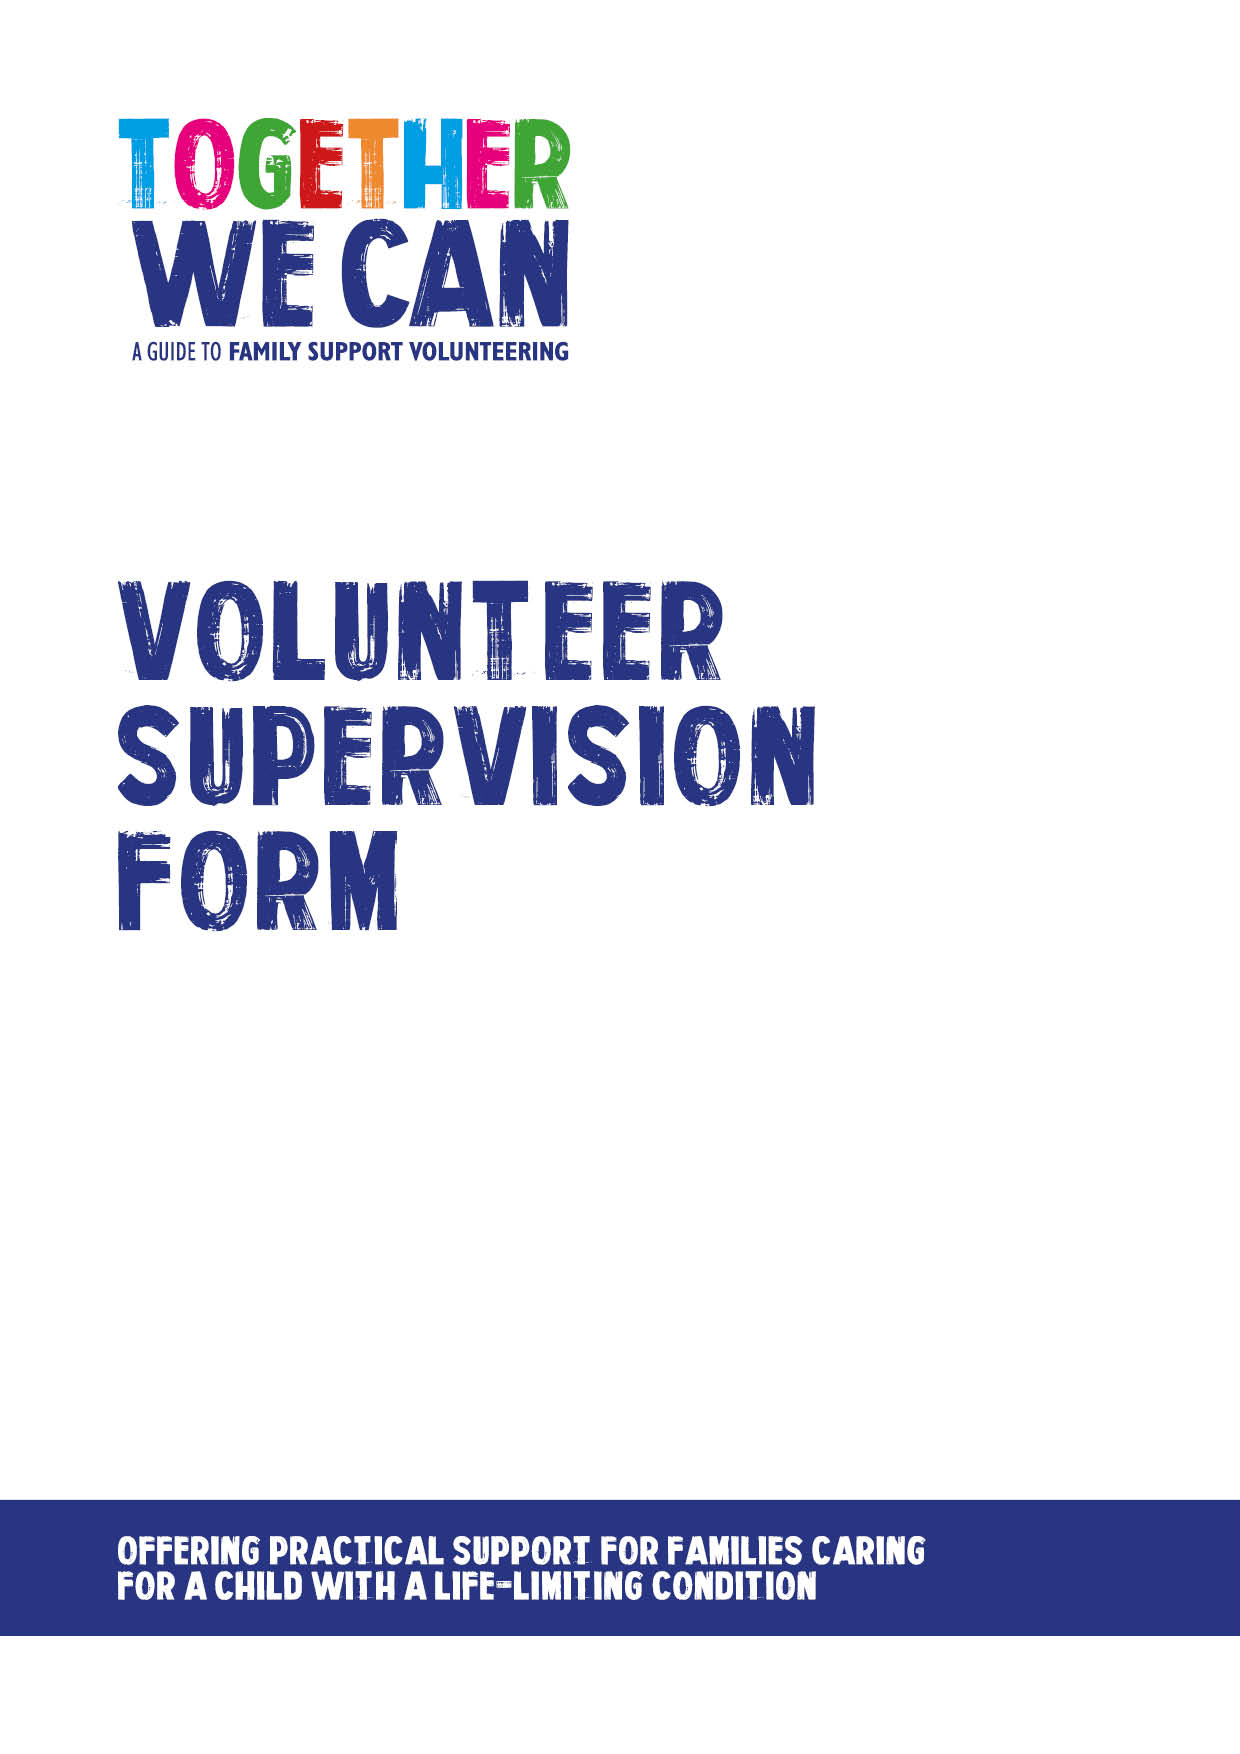 TOGETHER
WE CAN
A GUIDE TO FAMILY SUPPORT VOLUNTEERING
VOLUNTEER
SUPERVISION
FORM
OFFERING PRACTICAL SUPPORT FOR FAMILIES CARING
FOR A CHILD WITH A LIFE-LIMITING CONDITION